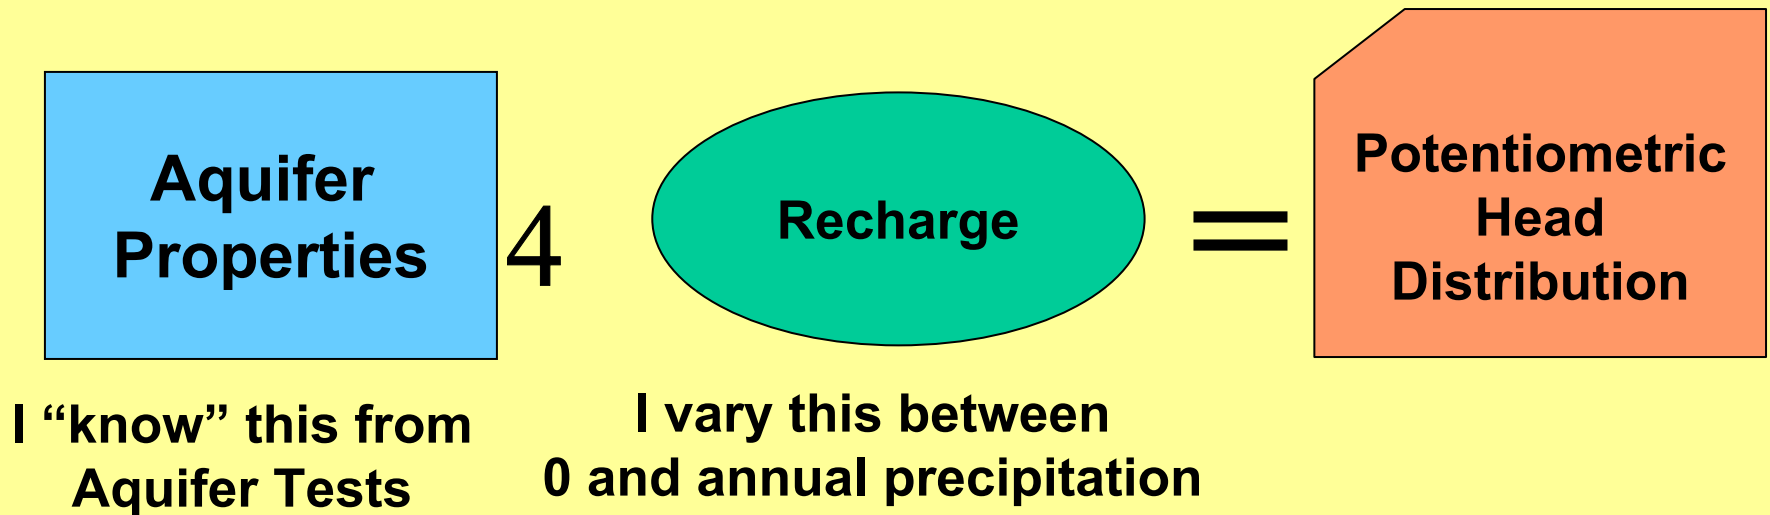 Aquifer
Properties
4
Recharge
=
Potentiometric
Head
Distribution
I “know” this from
Aquifer Tests
I vary this between
0 and annual precipitation